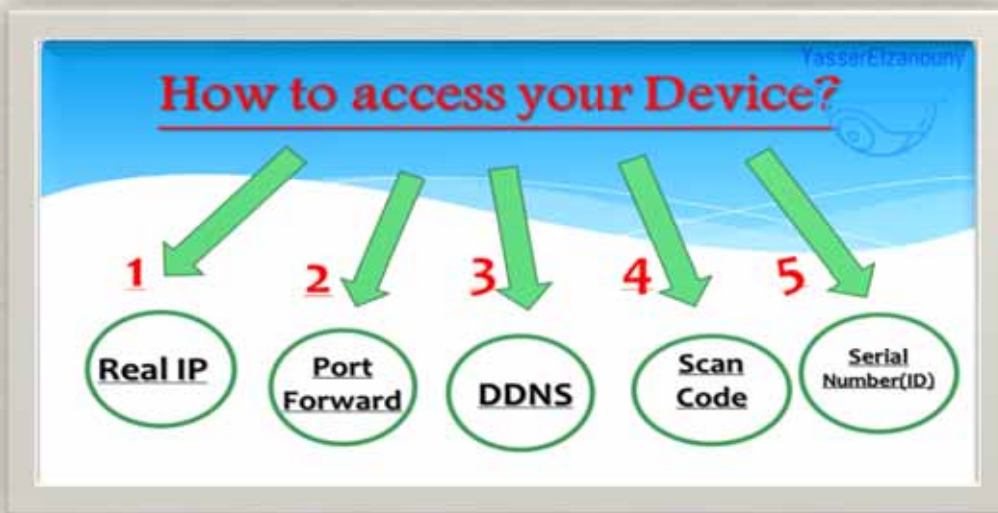 YasserElzanouny
How to access your Device?
1
2
3
4
5
Real IP
Port
Forward
DDNS
Scan
Code
Serial
Number(ID)